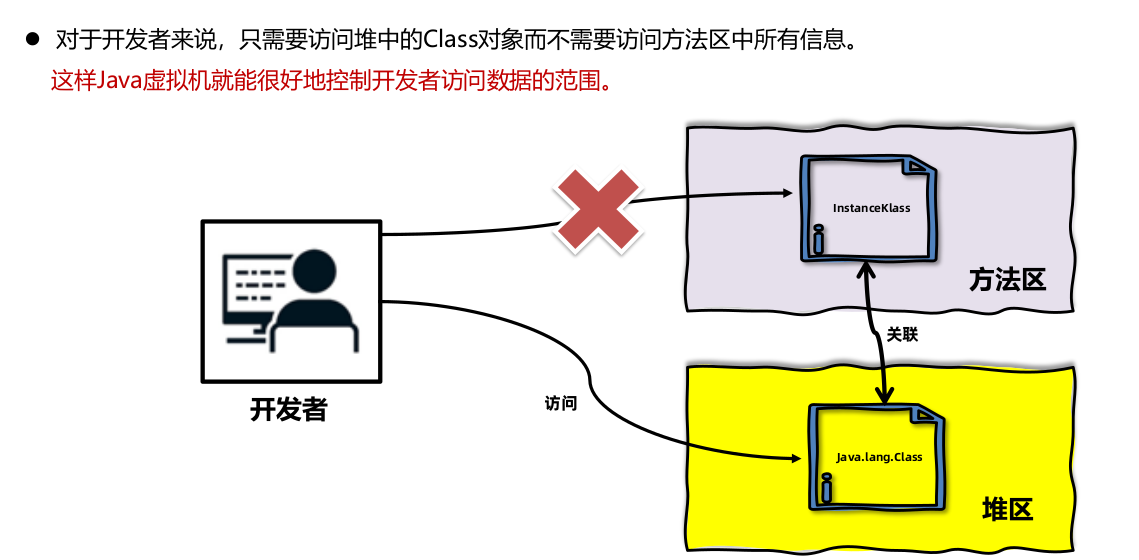 ● 对于开发者来说，只需要访问堆中的Class对象而不需要访问方法区中所有信息。
这样Java虚拟机就能很好地控制开发者访问数据的范围。
InstanceKlass
方法区
关联
开发者
访问
Java.lang.Class
堆区